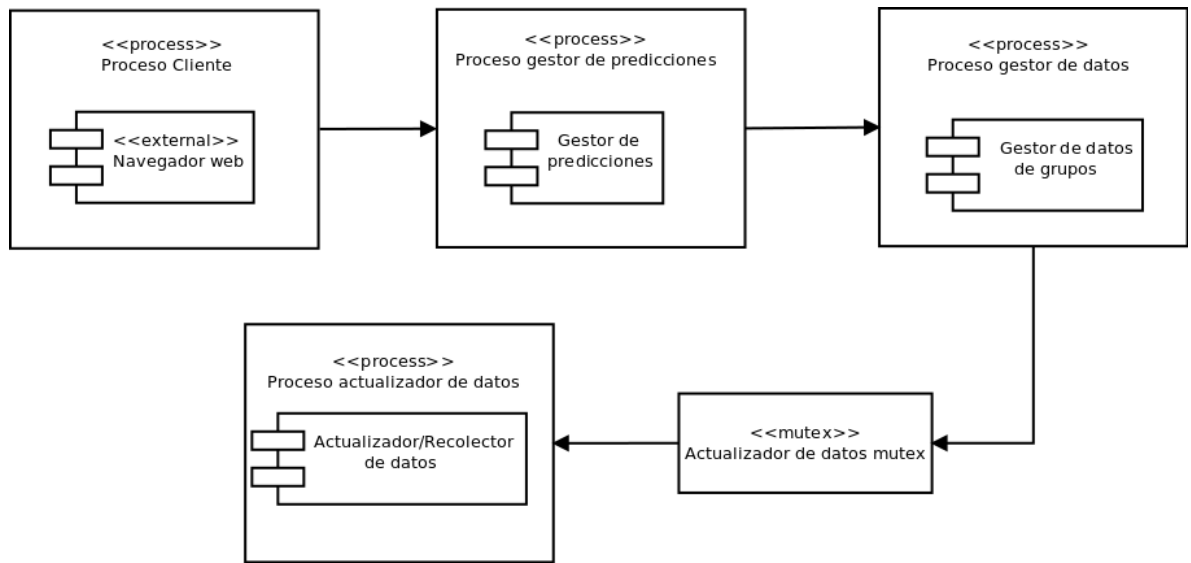 <<process>>
Proceso Cliente
<<external>>
Navegador web
<<process>>
Proceso gestor de predicciones
Gestor de
predicciones
<<process>>
Proceso gestor de datos
Gestor de datos
de grupos
<<process>>
Proceso actualizador de datos
Actualizador/Recolector
de datos
<<mutex>>
Actualizador de datos mutex